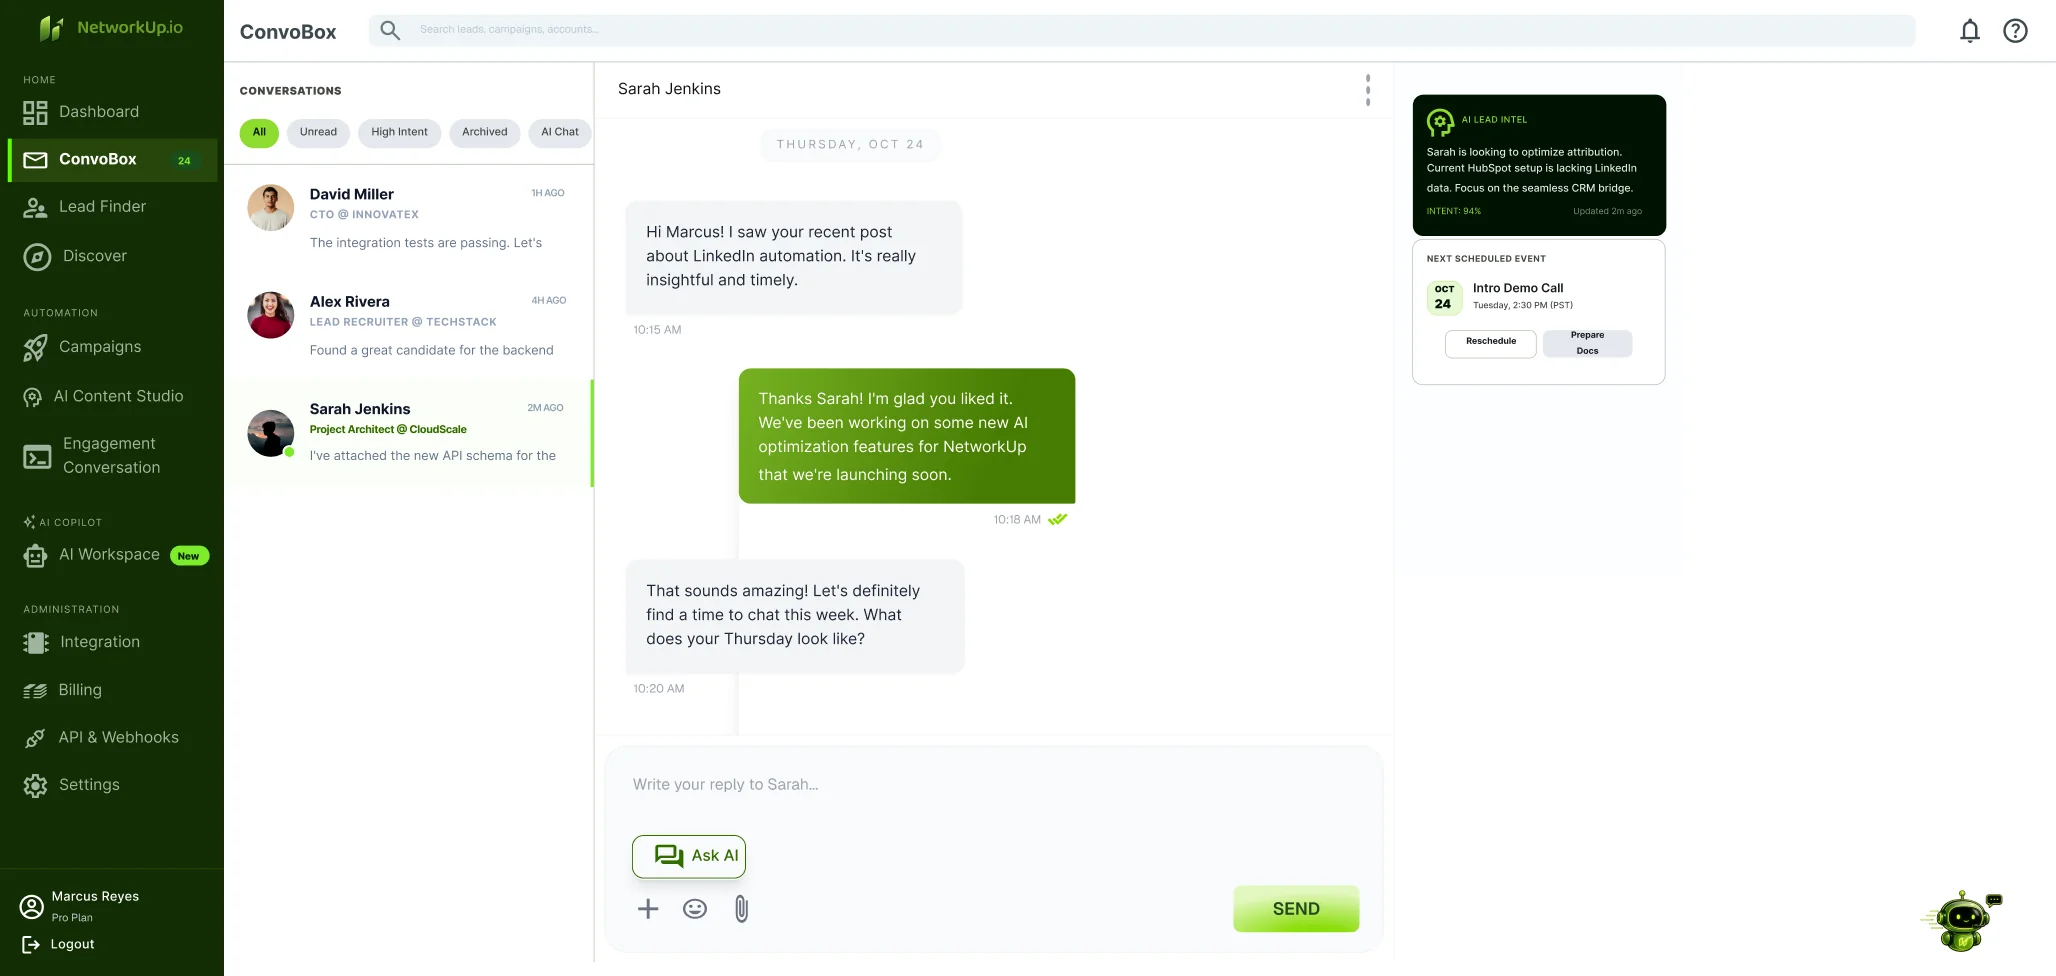 NetworkUp.io
HOME
Dashboard
ConvoBox
24
Lead Finder
Discover
AUTOMATION
Campaigns
AI Content Studio
Engagement
Conversation
AI COPILOT
AI Workspace
New
ADMINISTRATION
Integration
Billing
API & Webhooks
Settings
Marcus Reyes
Pro Plan
Logout
ConvoBox
Search leads, campaigns, accounts...
CONVERSATIONS
All
Unread
High Intent
Archived
AI Chat
David Miller
1H AGO
CTO @ INNOVATEX
The integration tests are passing. Let's
Alex Rivera
4H AGO
LEAD RECRUITER @ TECHSTACK
Found a great candidate for the backend
Sarah Jenkins
2M AGO
Project Architect @ CloudScale
I've attached the new API schema for the
Sarah Jenkins
THURSDAY, OCT 24
Hi Marcus! I saw your recent post
about LinkedIn automation. It's really
insightful and timely.
10:15 AM
Thanks Sarah! I'm glad you liked it.
We've been working on some new AI
optimization features for NetworkUp
that we're launching soon.
10:18 AM
That sounds amazing! Let's definitely
find a time to chat this week. What
does your Thursday look like?
10:20 AM
Write your reply to Sarah...
Ask AI
SEND
AI LEAD INTEL
Sarah is looking to optimize attribution.
Current HubSpot setup is lacking LinkedIn
data. Focus on the seamless CRM bridge.
INTENT: 94%
Updated 2m ago
NEXT SCHEDULED EVENT
OCT
24
Intro Demo Call
Tuesday, 2:30 PM (PST)
Reschedule
Prepare
Docs